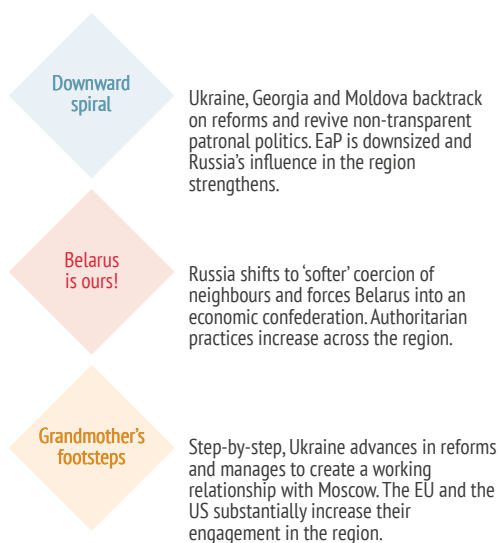 Downward
spiral
Ukraine, Georgia and Moldova backtrack
on reforms and revive non-transparent
patronal politics. EaP is downsized and
Russia’s influence in the region
strengthens.
Belarus
is ours!
Russia shifts to ‘softer’ coercion of
neighbours and forces Belarus into an
economic confederation. Authoritarian
practices increase across the region.
Grandmother’s
footsteps
Step-by-step, Ukraine advances in reforms
and manages to create a working
relationship with Moscow. The EU and the
US substantially increase their
engagement in the region.